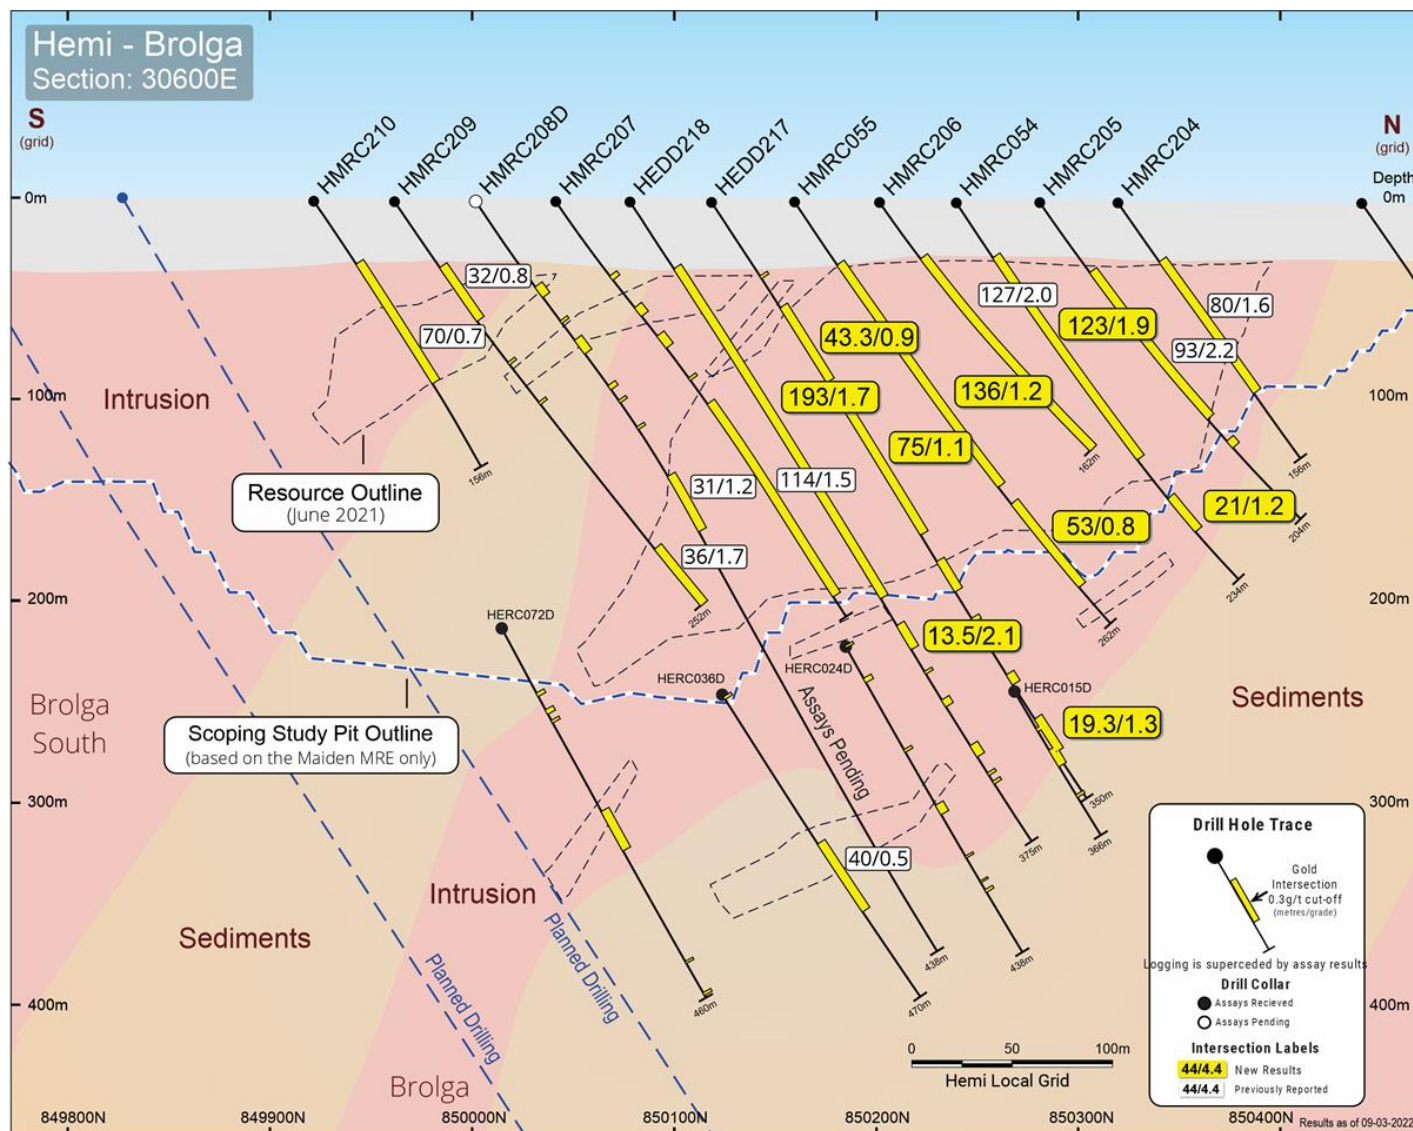 Hemi - Brolga
Section: 30600E
S
(grid)
N
(grid)
HMRC210
HMRC209
HMRC208D
HMRC207
HEDD218
HEDD217
HMRC055
HMRC206
HMRC054
HMRC205
HMRC204
Depth
0m
0m
32/0.8
70/0.7
127/2.0
80/1.6
123/1.9
43.3/0.9
93/2.2
136/1.2
193/1.7
75/1.1
Intrusion
100m
100m
156m
162m
156m
Resource Outline
(June 2021)
31/1.2
114/1.5
21/1.2
53/0.8
204m
36/1.7
234m
200m
200m
252m
262m
HERC072D
13.5/2.1
HERC024D
HERC036D
HERC015D
Sediments
Brolga
South
Scoping Study Pit Outline
(based on the Maiden MRE only)
Assays Pending
19.3/1.3
300m
300m
350m
366m
375m
40/0.5
Intrusion
Sediments
Planned Drilling
Planned Drilling
438m
438m
460m
470m
400m
400m
Drill Hole Trace
Gold
Intersection
0.3g/t cut-off
(metres/grade)
Logging is superceded by assay results
Drill Collar
Assays Recieved
Assays Pending
Intersection Labels
44/4.4 New Results
44/4.4 Previously Reported
0 50 100m
Hemi Local Grid
Brolga
849800N 849900N 850000N 850100N 850200N 850300N 850400N
Results as of 09-03-2022